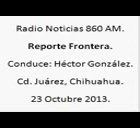 Radio Noticias 860 AM.
Reporte Frontera.
Conduce: Héctor González.
Cd. Juárez, Chihuahua.
23 Octubre 2013.